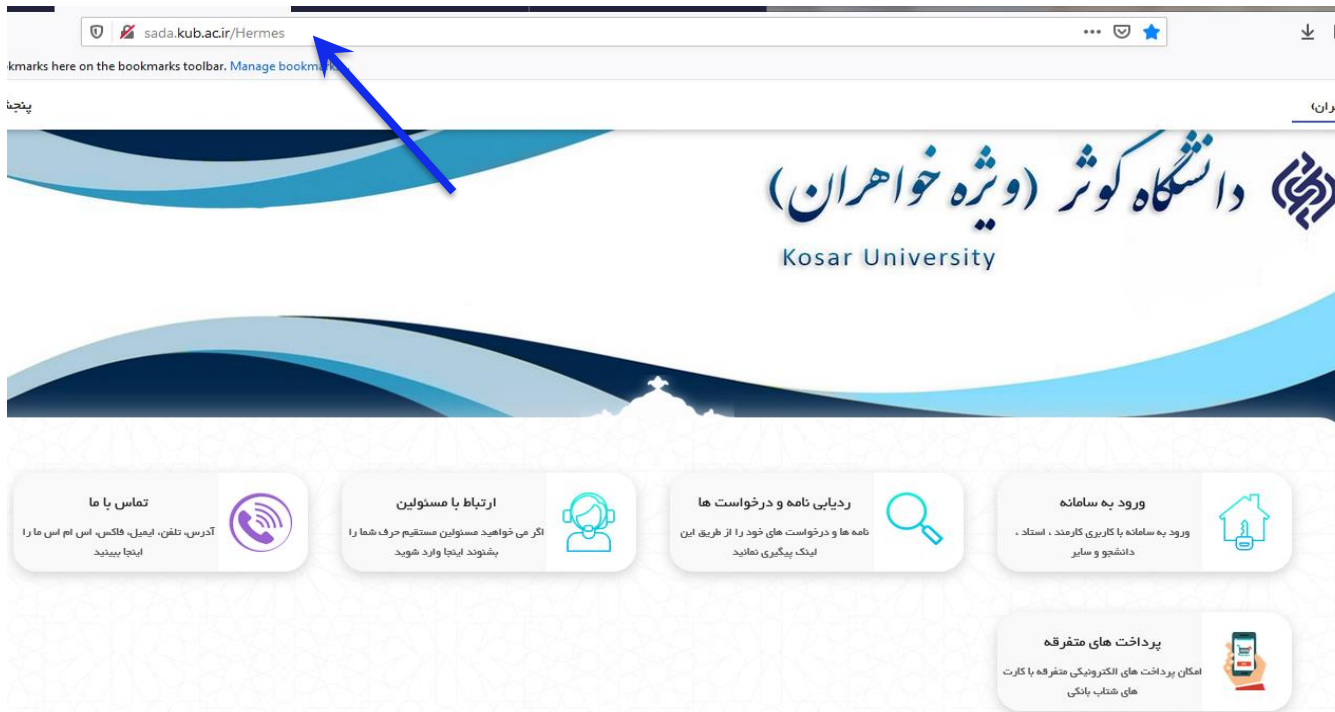 sada.kub.ac.ir/Hermes
kmarks here on the bookmarks toolbar. Manage bookmarks
ران)
پنجش
دانشگاه کوثر (ویژه خواهران)
Kosar University
ورود به سامانه
ورود به سامانه با کاربری کارمند ، استاد ،
دانشجو و سایر
ردیابی نامه و درخواست ها
نامه ها و درخواست های خود را از طریق این
لینک پیگیری نمائید
ارتباط با مسئولین
اگر می خواهید مسئولین مستقیم حرف شما را
بشنوند اینجا وارد شوید
تماس با ما
آدرس، تلفن، ایمیل، فاکس، اس ام اس ما را
اینجا ببینید
پرداخت های متفرقه
امکان پرداخت های الکترونیکی متفرقه با کارت
های شتاب بانکی